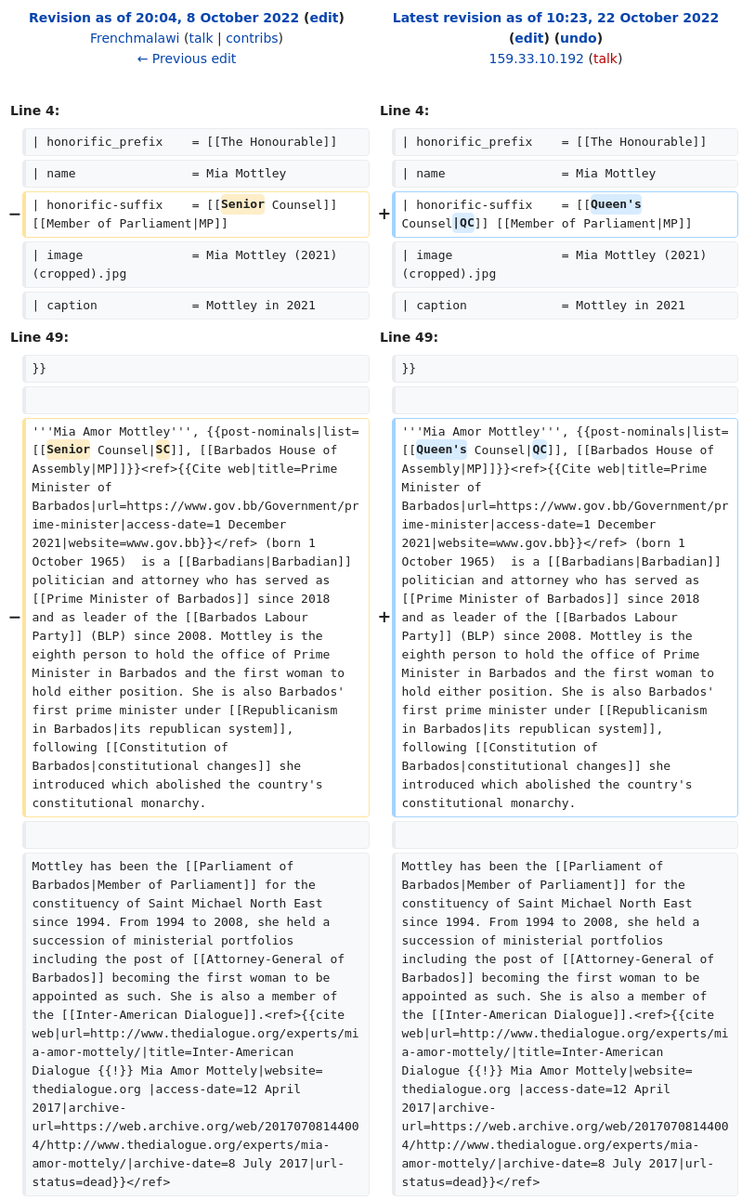 Revision as of 20:04, 8 October 2022 (edit)
Frenchmalawi (talk | contribs)
← Previous edit
Latest revision as of 10:23, 22 October 2022
(edit) (undo)
159.33.10.192 (talk)
Line 4:
| honorific_prefix    = [[The Honourable]]
| name                = Mia Mottley
− | honorific-suffix    = [[Senior Counsel]]
[[Member of Parliament|MP]]
| image               = Mia Mottley (2021)
(cropped).jpg
| caption             = Mottley in 2021
Line 49:
}}
− '''Mia Amor Mottley''', {{post-nominals|list=
[[Senior Counsel|SC]], [[Barbados House of
Assembly|MP]]}}<ref>{{Cite web|title=Prime
Minister of
Barbados|url=https://www.gov.bb/Government/pr
ime-minister|access-date=1 December
2021|website=www.gov.bb}}</ref> (born 1
October 1965)  is a [[Barbadians|Barbadian]]
politician and attorney who has served as
[[Prime Minister of Barbados]] since 2018
and as leader of the [[Barbados Labour
Party]] (BLP) since 2008. Mottley is the
eighth person to hold the office of Prime
Minister in Barbados and the first woman to
hold either position. She is also Barbados'
first prime minister under [[Republicanism
in Barbados|its republican system]],
following [[Constitution of
Barbados|constitutional changes]] she
introduced which abolished the country's
constitutional monarchy.
Mottley has been the [[Parliament of
Barbados|Member of Parliament]] for the
constituency of Saint Michael North East
since 1994. From 1994 to 2008, she held a
succession of ministerial portfolios
including the post of [[Attorney-General of
Barbados]] becoming the first woman to be
appointed as such. She is also a member of
the [[Inter-American Dialogue]].<ref>{{cite
web|url=http://www.thedialogue.org/experts/mi
a-amor-mottely/|title=Inter-American
Dialogue {{!}} Mia Amor Mottely|website=
thedialogue.org |access-date=12 April
2017|archive-
url=https://web.archive.org/web/2017070814400
4/http://www.thedialogue.org/experts/mia-
amor-mottely/|archive-date=8 July 2017|url-
status=dead}}</ref>
Line 4:
| honorific_prefix    = [[The Honourable]]
| name                = Mia Mottley
+ | honorific-suffix    = [[Queen's
Counsel|QC]] [[Member of Parliament|MP]]
| image               = Mia Mottley (2021)
(cropped).jpg
| caption             = Mottley in 2021
Line 49:
}}
+ '''Mia Amor Mottley''', {{post-nominals|list=
[[Queen's Counsel|QC]], [[Barbados House of
Assembly|MP]]}}<ref>{{Cite web|title=Prime
Minister of
Barbados|url=https://www.gov.bb/Government/pr
ime-minister|access-date=1 December
2021|website=www.gov.bb}}</ref> (born 1
October 1965)  is a [[Barbadians|Barbadian]]
politician and attorney who has served as
[[Prime Minister of Barbados]] since 2018
and as leader of the [[Barbados Labour
Party]] (BLP) since 2008. Mottley is the
eighth person to hold the office of Prime
Minister in Barbados and the first woman to
hold either position. She is also Barbados'
first prime minister under [[Republicanism
in Barbados|its republican system]],
following [[Constitution of
Barbados|constitutional changes]] she
introduced which abolished the country's
constitutional monarchy.
Mottley has been the [[Parliament of
Barbados|Member of Parliament]] for the
constituency of Saint Michael North East
since 1994. From 1994 to 2008, she held a
succession of ministerial portfolios
including the post of [[Attorney-General of
Barbados]] becoming the first woman to be
appointed as such. She is also a member of
the [[Inter-American Dialogue]].<ref>{{cite
web|url=http://www.thedialogue.org/experts/mi
a-amor-mottely/|title=Inter-American
Dialogue {{!}} Mia Amor Mottely|website=
thedialogue.org |access-date=12 April
2017|archive-
url=https://web.archive.org/web/2017070814400
4/http://www.thedialogue.org/experts/mia-
amor-mottely/|archive-date=8 July 2017|url-
status=dead}}</ref>